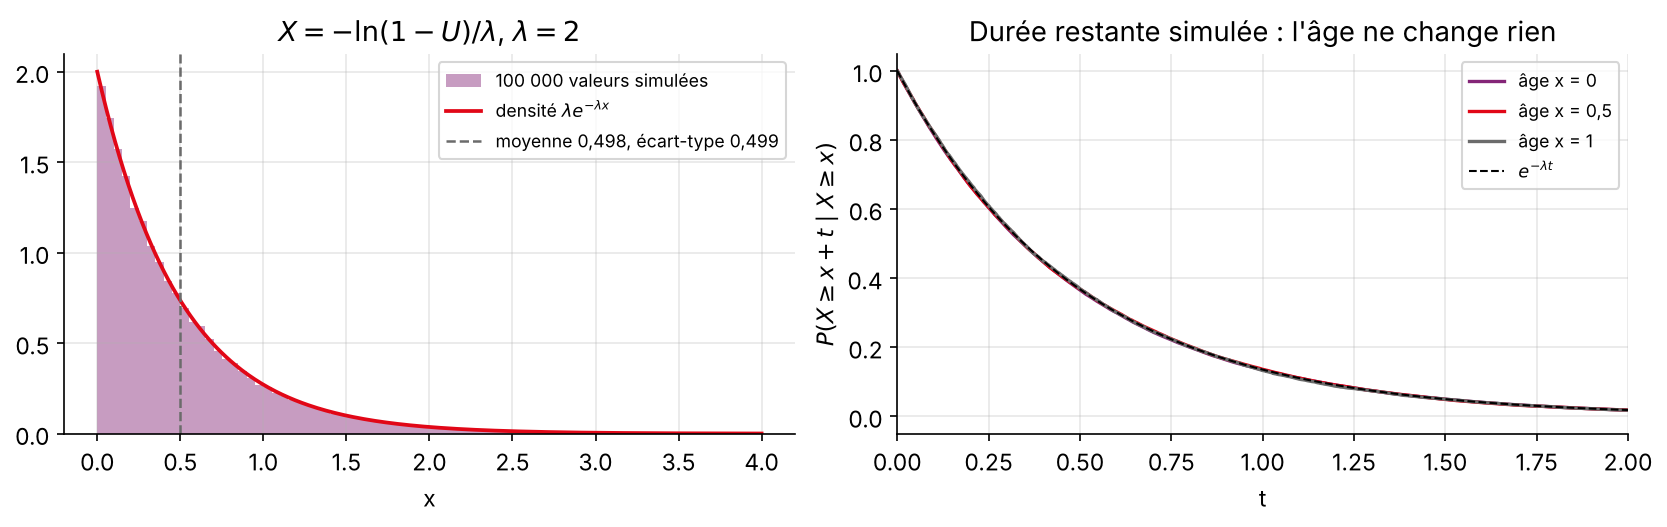 X = −ln(1 − U)/λ, λ = 2
100 000 valeurs simulées
densité λe^{−λx}
moyenne 0,498, écart-type 0,499
2.0
1.5
1.0
0.5
0.0
0.0 0.5 1.0 1.5 2.0 2.5 3.0 3.5 4.0
x
Durée restante simulée : l'âge ne change rien
âge x = 0
âge x = 0,5
âge x = 1
e^{−λt}
P(X ≥ x + t | X ≥ x)
1.0
0.8
0.6
0.4
0.2
0.0
0.00 0.25 0.50 0.75 1.00 1.25 1.50 1.75 2.00
t